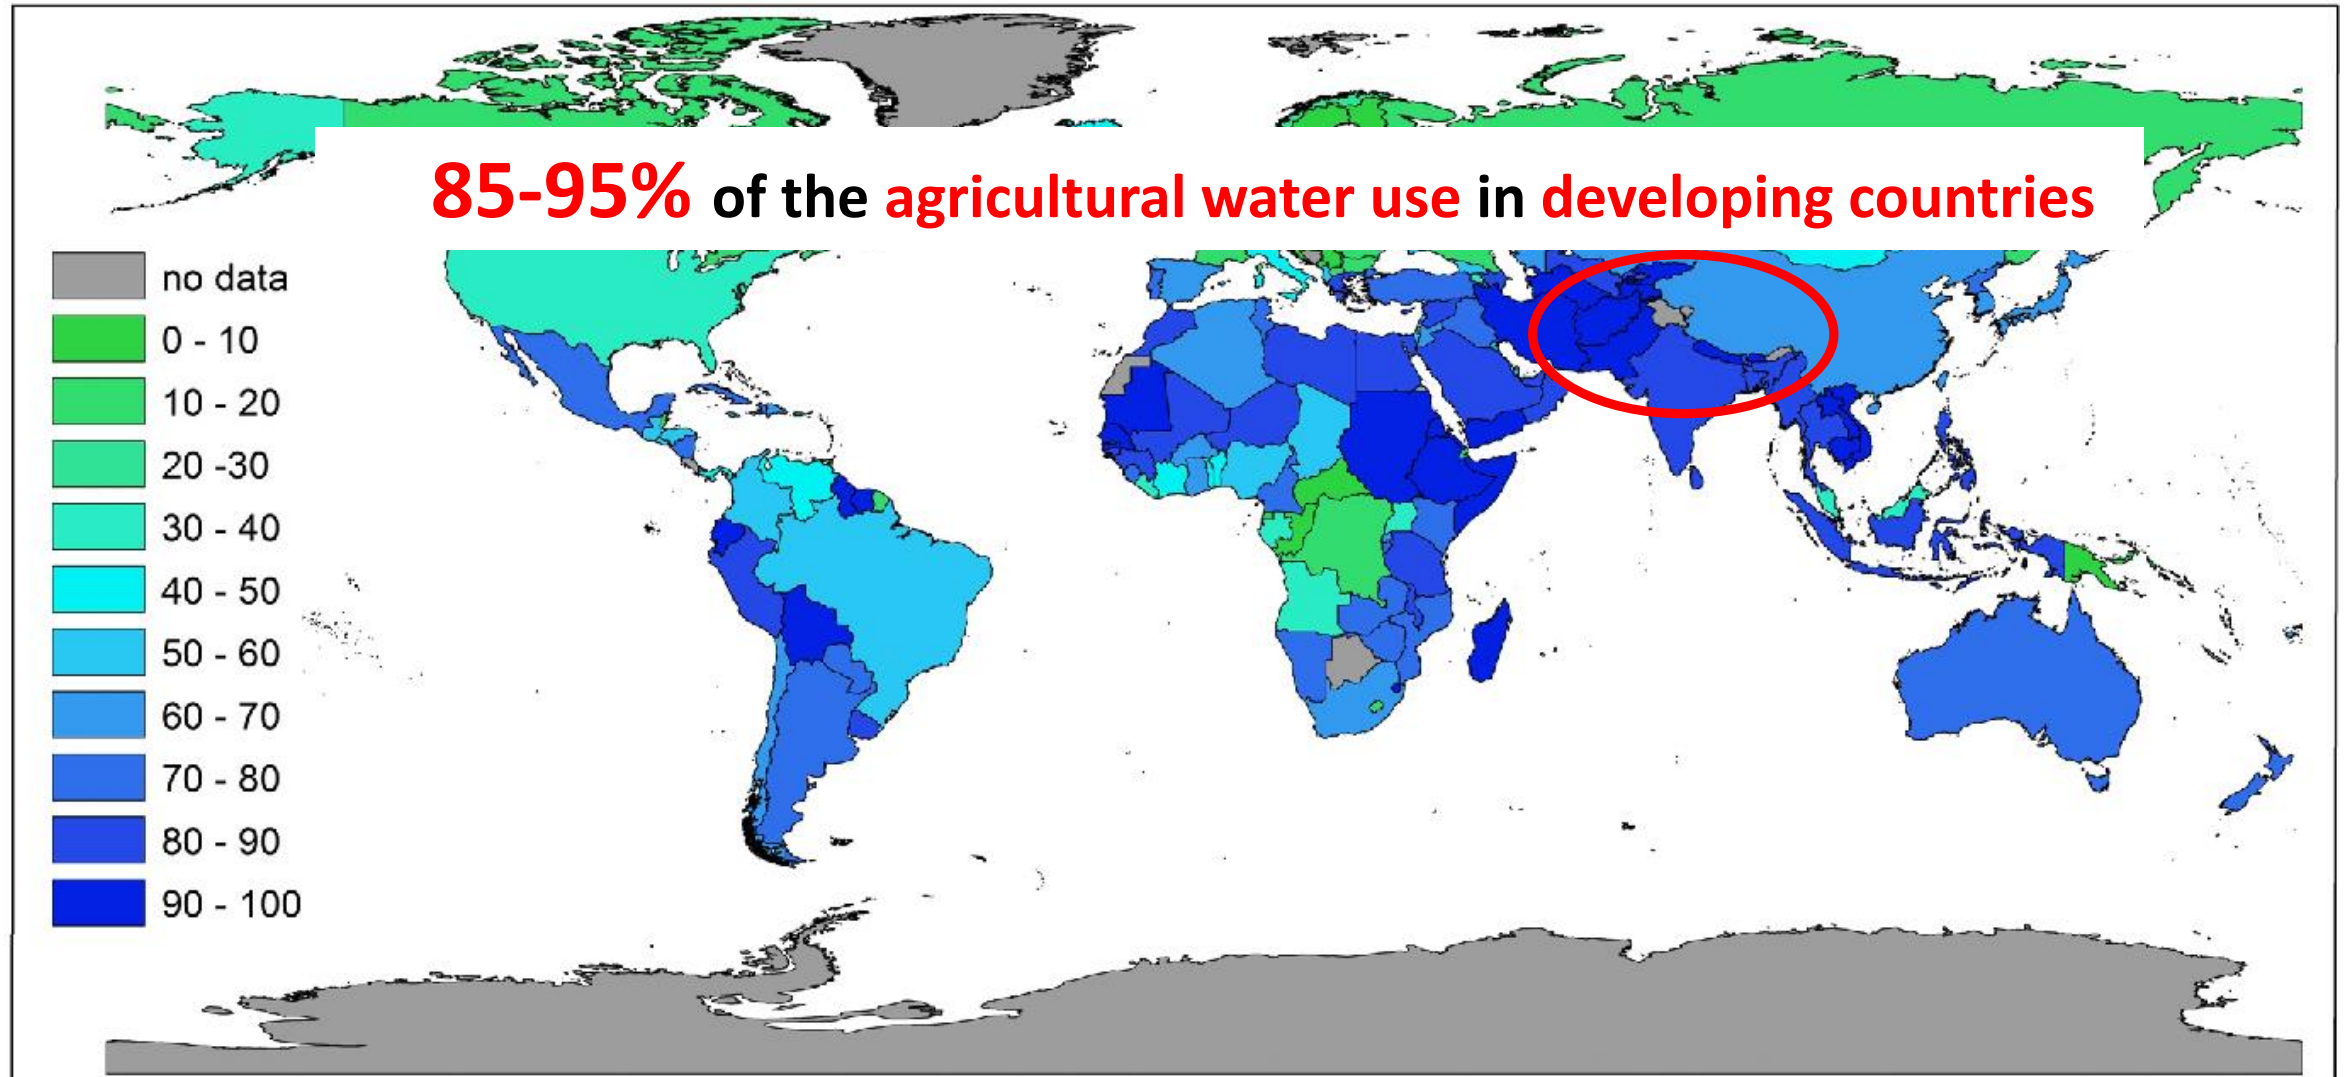 85-95% of the agricultural water use in developing countries
no data
0 - 10
10 - 20
20 -30
30 - 40
40 - 50
50 - 60
60 - 70
70 - 80
80 - 90
90 - 100